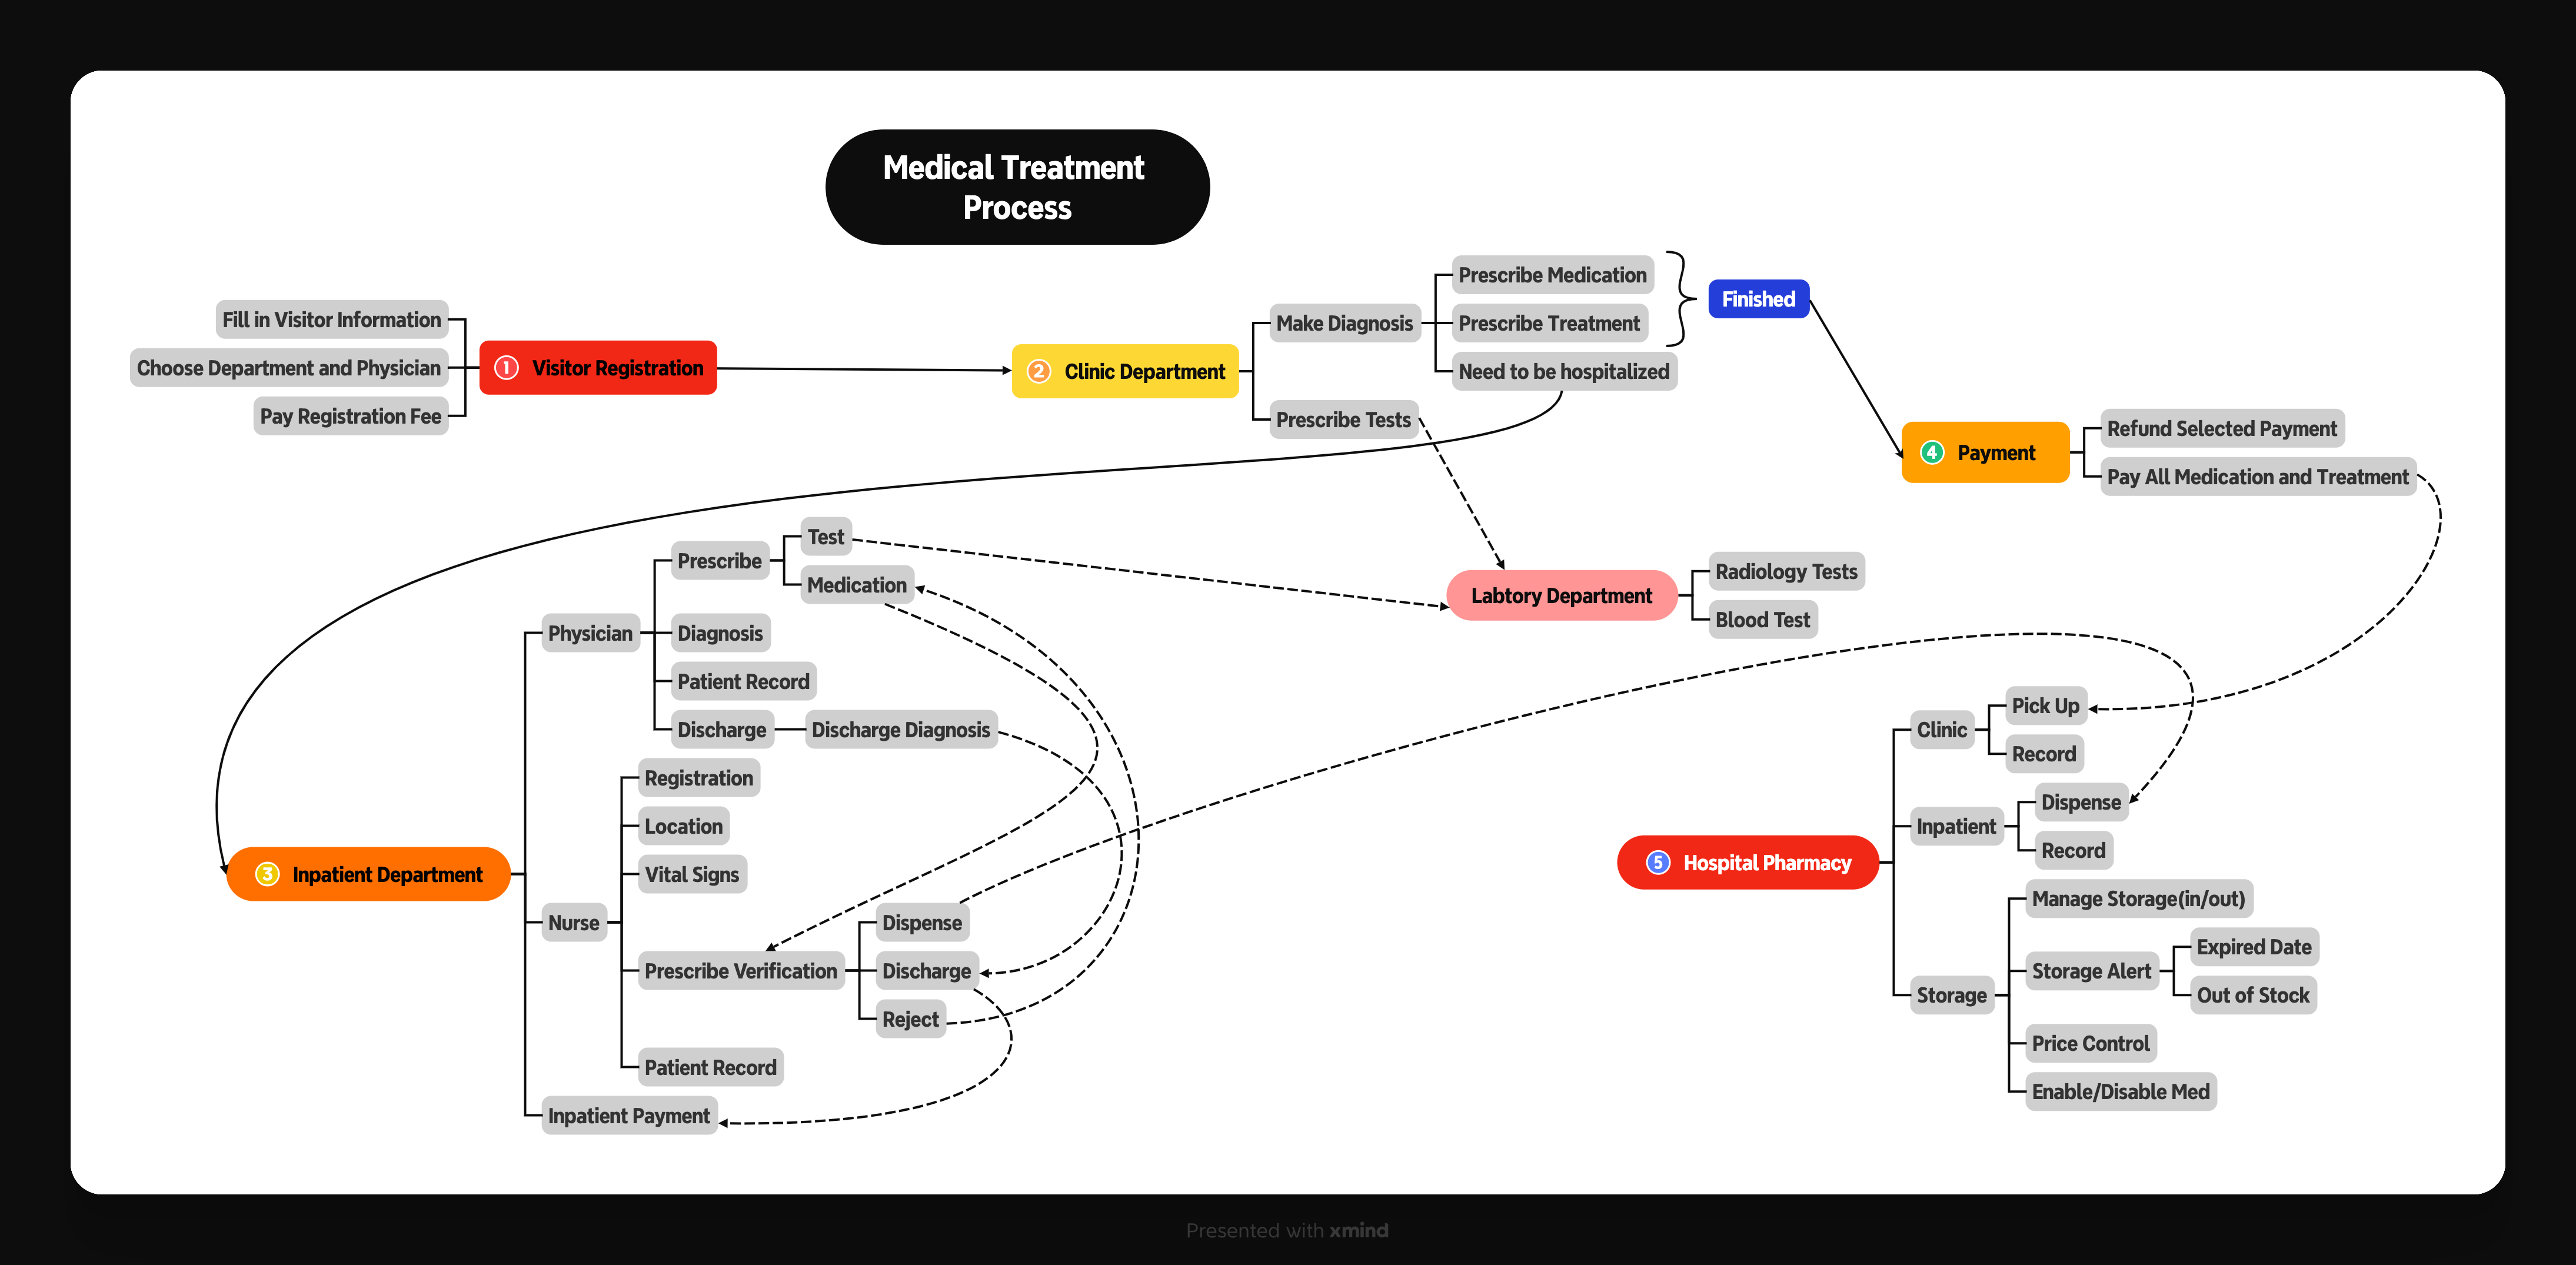 Medical Treatment
Process
Fill in Visitor Information
Choose Department and Physician
Pay Registration Fee
1 Visitor Registration
2 Clinic Department
Make Diagnosis
Prescribe Medication
Prescribe Treatment
Need to be hospitalized
Prescribe Tests
Finished
4 Payment
Refund Selected Payment
Pay All Medication and Treatment
Labtory Department
Radiology Tests
Blood Test
3 Inpatient Department
Physician
Prescribe
Test
Medication
Diagnosis
Patient Record
Discharge
Discharge Diagnosis
Nurse
Registration
Location
Vital Signs
Prescribe Verification
Dispense
Discharge
Reject
Patient Record
Inpatient Payment
5 Hospital Pharmacy
Clinic
Pick Up
Record
Inpatient
Dispense
Record
Storage
Manage Storage(in/out)
Storage Alert
Expired Date
Out of Stock
Price Control
Enable/Disable Med
Presented with xmind